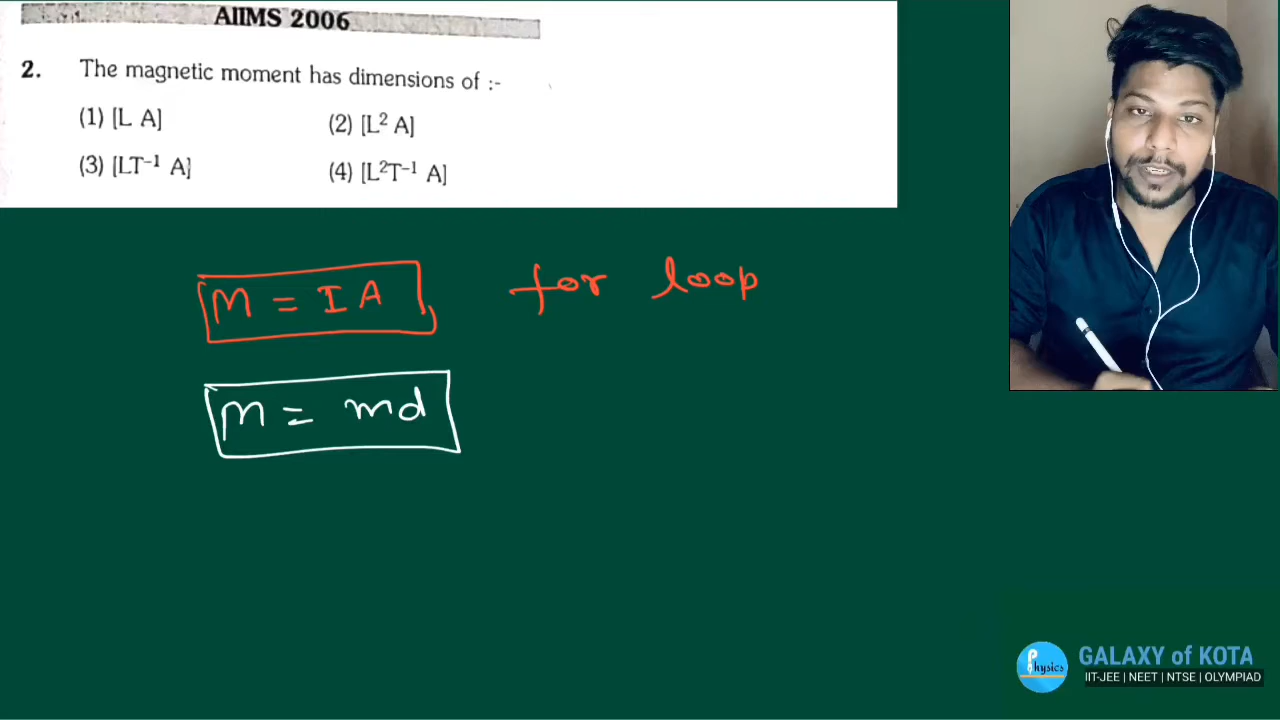 AIIMS 2006
2. The magnetic moment has dimensions of :-
(1) [L A] (2) [L² A]
(3) [LT⁻¹ A] (4) [L²T⁻¹ A]
M = IA, for loop
M = md
Physics
GALAXY of KOTA
IIT-JEE | NEET | NTSE | OLYMPIAD